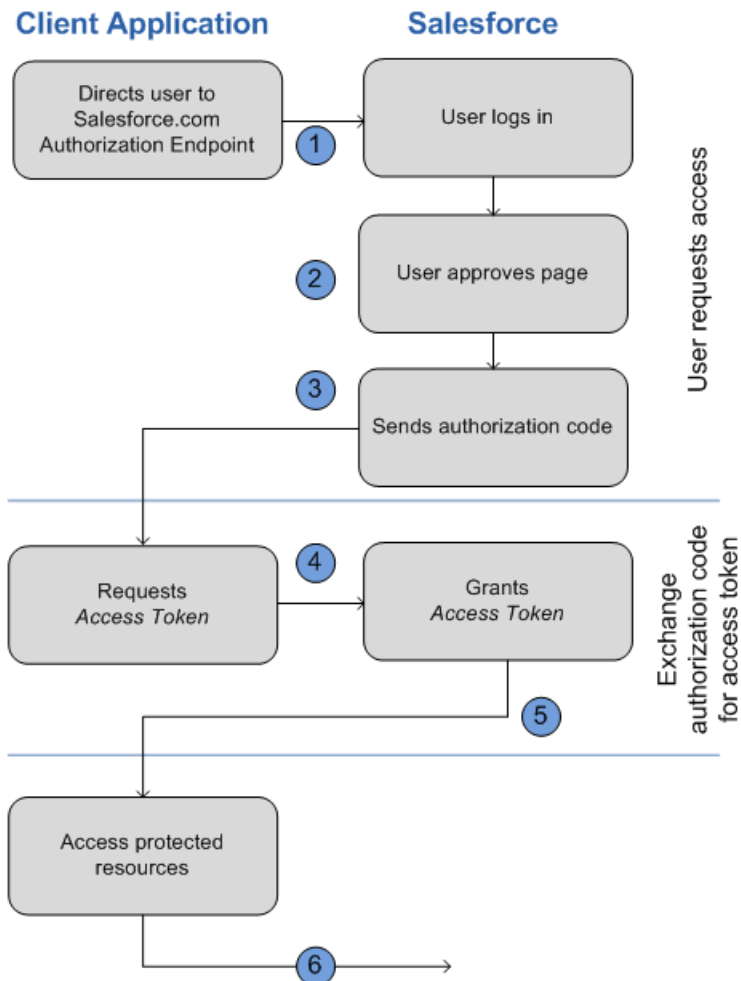 Client Application
Salesforce
Directs user to
Salesforce.com
Authorization Endpoint
1
User logs in
2
User approves page
3
Sends authorization code
User requests access
Requests
Access Token
4
Grants
Access Token
5
Exchange
authorization code
for access token
Access protected
resources
6